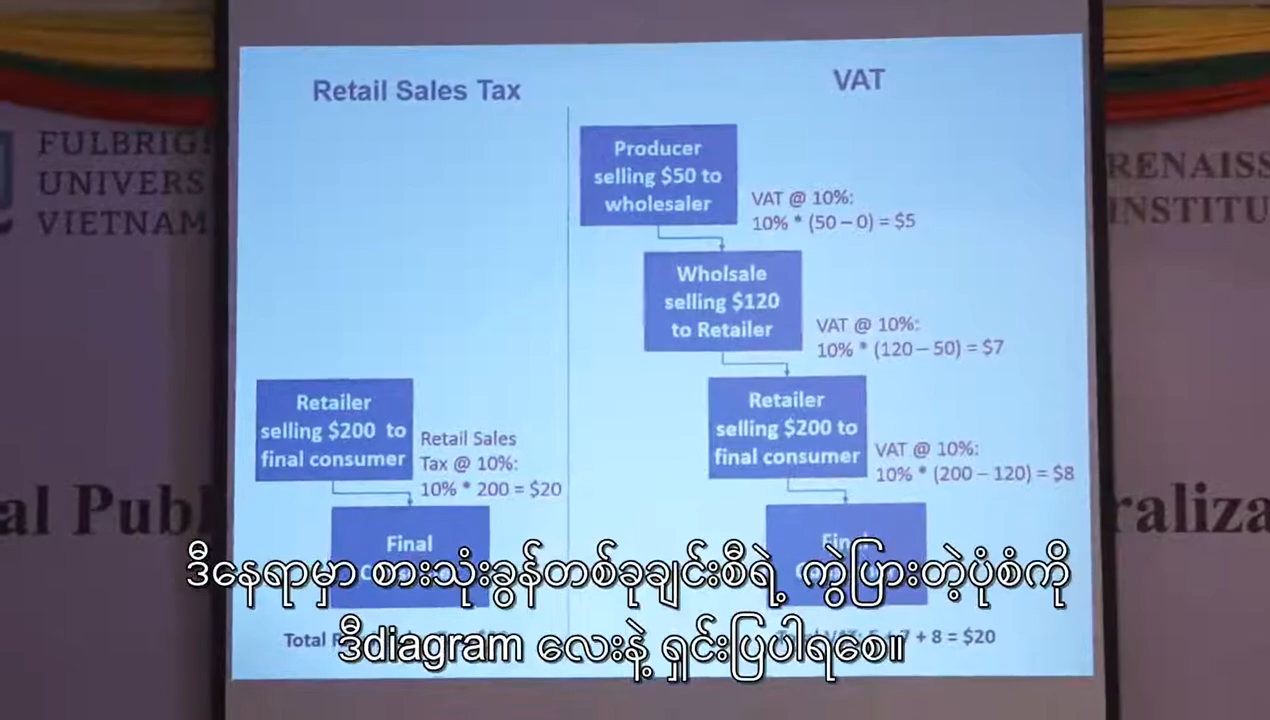 Retail Sales Tax
VAT
FULBRIG
UNIVERS
VIETNAM
RENAISS
INSTITU
Producer
selling $50 to
wholesaler
VAT @ 10%:
10% * (50 – 0) = $5
Wholsale
selling $120
to Retailer
VAT @ 10%:
10% * (120 – 50) = $7
Retailer
selling $200 to
final consumer
Retail Sales
Tax @ 10%:
10% * 200 = $20
Retailer
selling $200 to
final consumer
VAT @ 10%:
10% * (200 – 120) = $8
al Publ
raliza
Final
Final
ဒီနေရာမှာ စားသုံးခွန်တစ်ခုချင်းစီရဲ့ ကွဲပြားတဲ့ပုံစံကို
ဒီdiagram လေးနဲ့ ရှင်းပြပါရစေ။
Total
+ 7 + 8 = $20